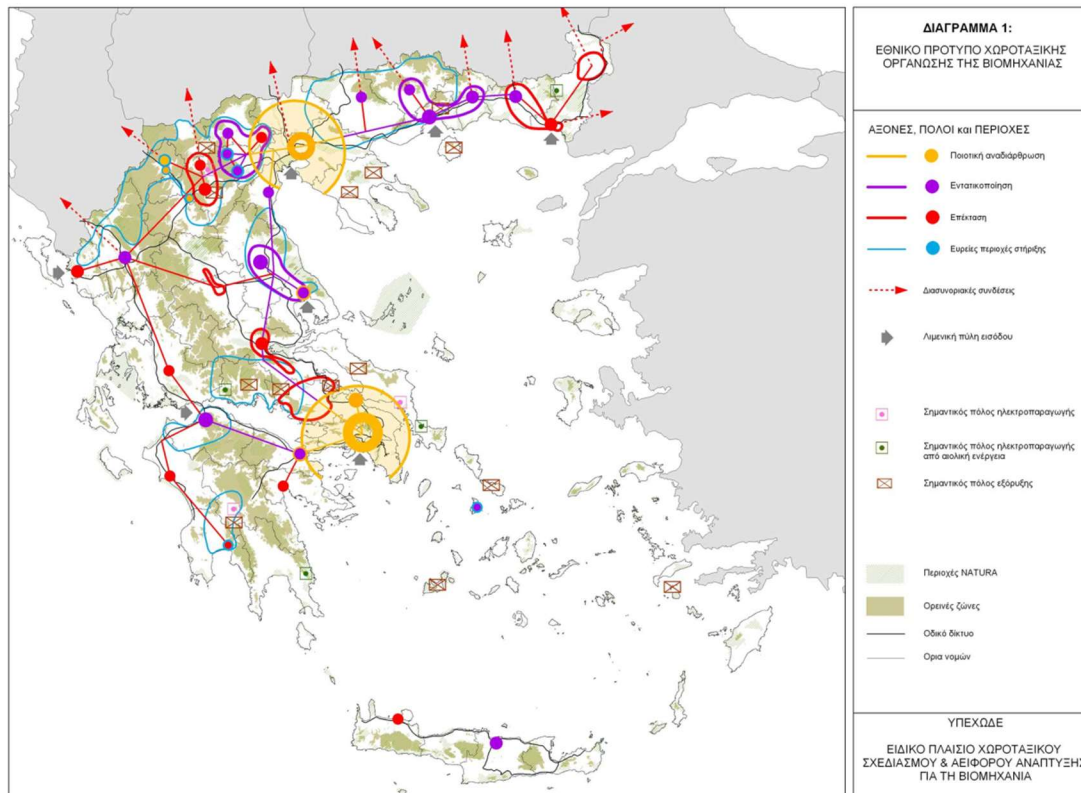 ΔΙΑΓΡΑΜΜΑ 1:
ΕΘΝΙΚΟ ΠΡΟΤΥΠΟ ΧΩΡΟΤΑΞΙΚΗΣ
ΟΡΓΑΝΩΣΗΣ ΤΗΣ ΒΙΟΜΗΧΑΝΙΑΣ
ΑΞΟΝΕΣ, ΠΟΛΟΙ και ΠΕΡΙΟΧΕΣ
Ποιοτική αναδιάρθρωση
Εντατικοποίηση
Επέκταση
Ευρείες περιοχές στήριξης
Διασυνοριακές συνδέσεις
Λιμενική πύλη εισόδου
Σημαντικός πόλος ηλεκτροπαραγωγής
Σημαντικός πόλος ηλεκτροπαραγωγής
από αιολική ενέργεια
Σημαντικός πόλος εξόρυξης
Περιοχές NATURA
Ορεινές ζώνες
Οδικό δίκτυο
Ορια νομών
ΥΠΕΧΩΔΕ
ΕΙΔΙΚΟ ΠΛΑΙΣΙΟ ΧΩΡΟΤΑΞΙΚΟΥ
ΣΧΕΔΙΑΣΜΟΥ & ΑΕΙΦΟΡΟΥ ΑΝΑΠΤΥΞΗΣ
ΓΙΑ ΤΗ ΒΙΟΜΗΧΑΝΙΑ